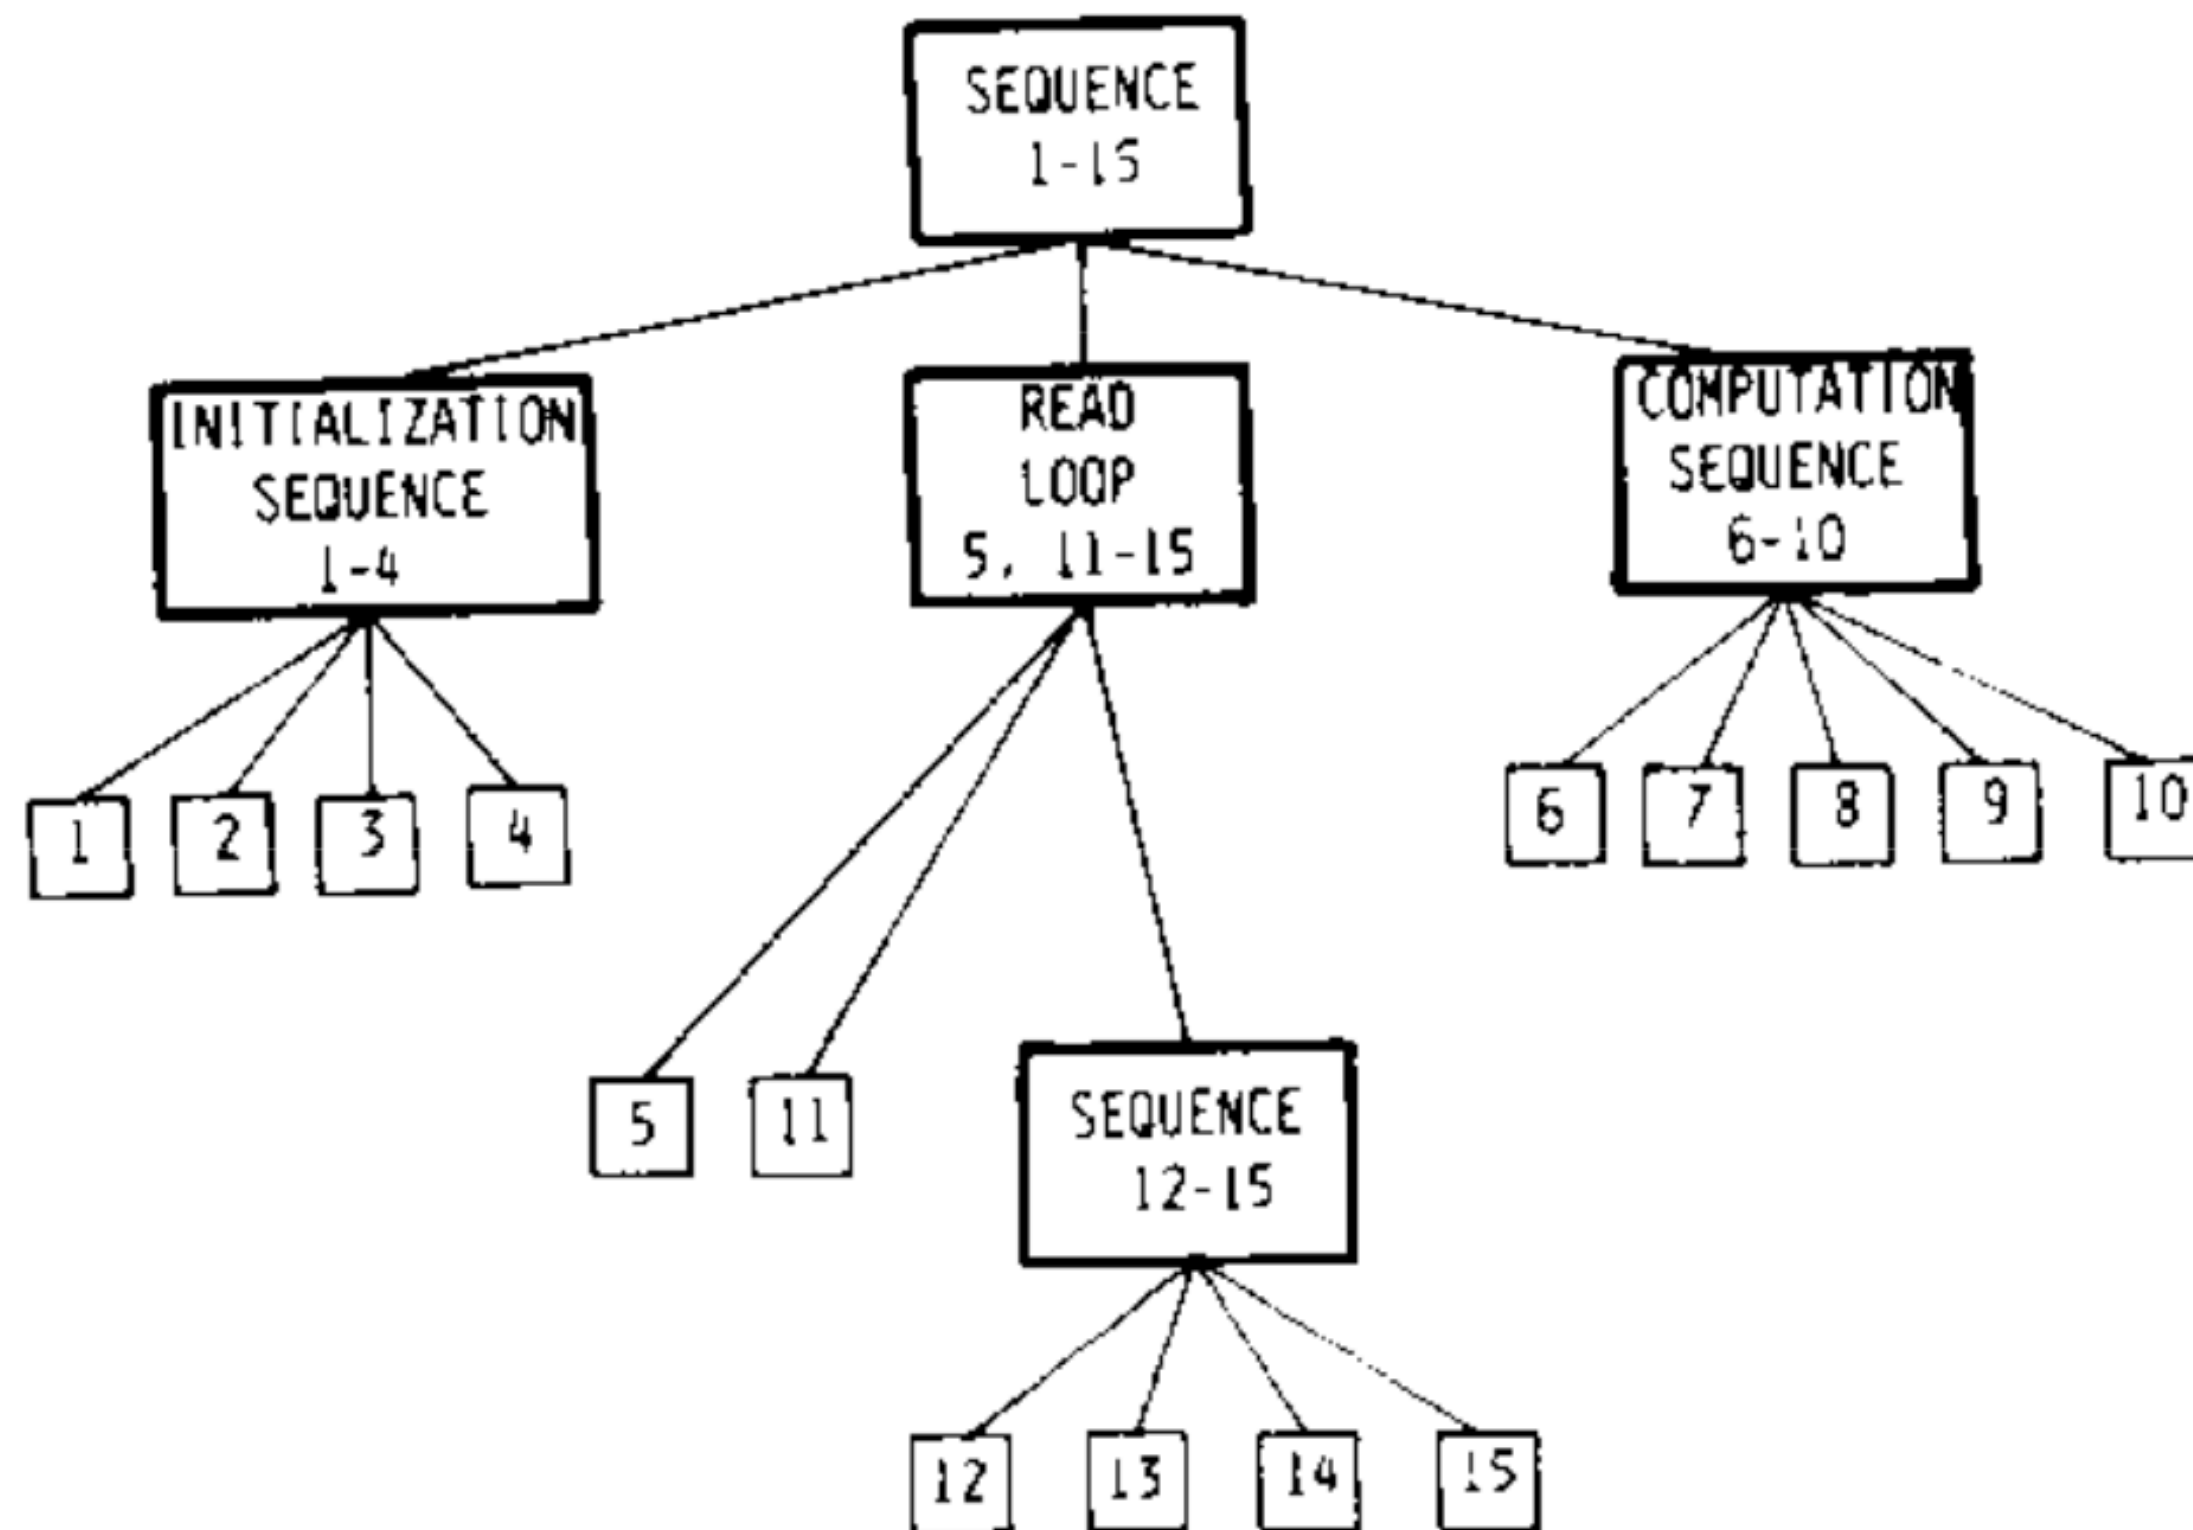 SEQUENCE
1-15
INITIALIZATION
SEQUENCE
1-4
READ
LOOP
5, 11-15
COMPUTATION
SEQUENCE
6-10
1
2
3
4
6
7
8
9
10
5
11
SEQUENCE
12-15
12
13
14
15